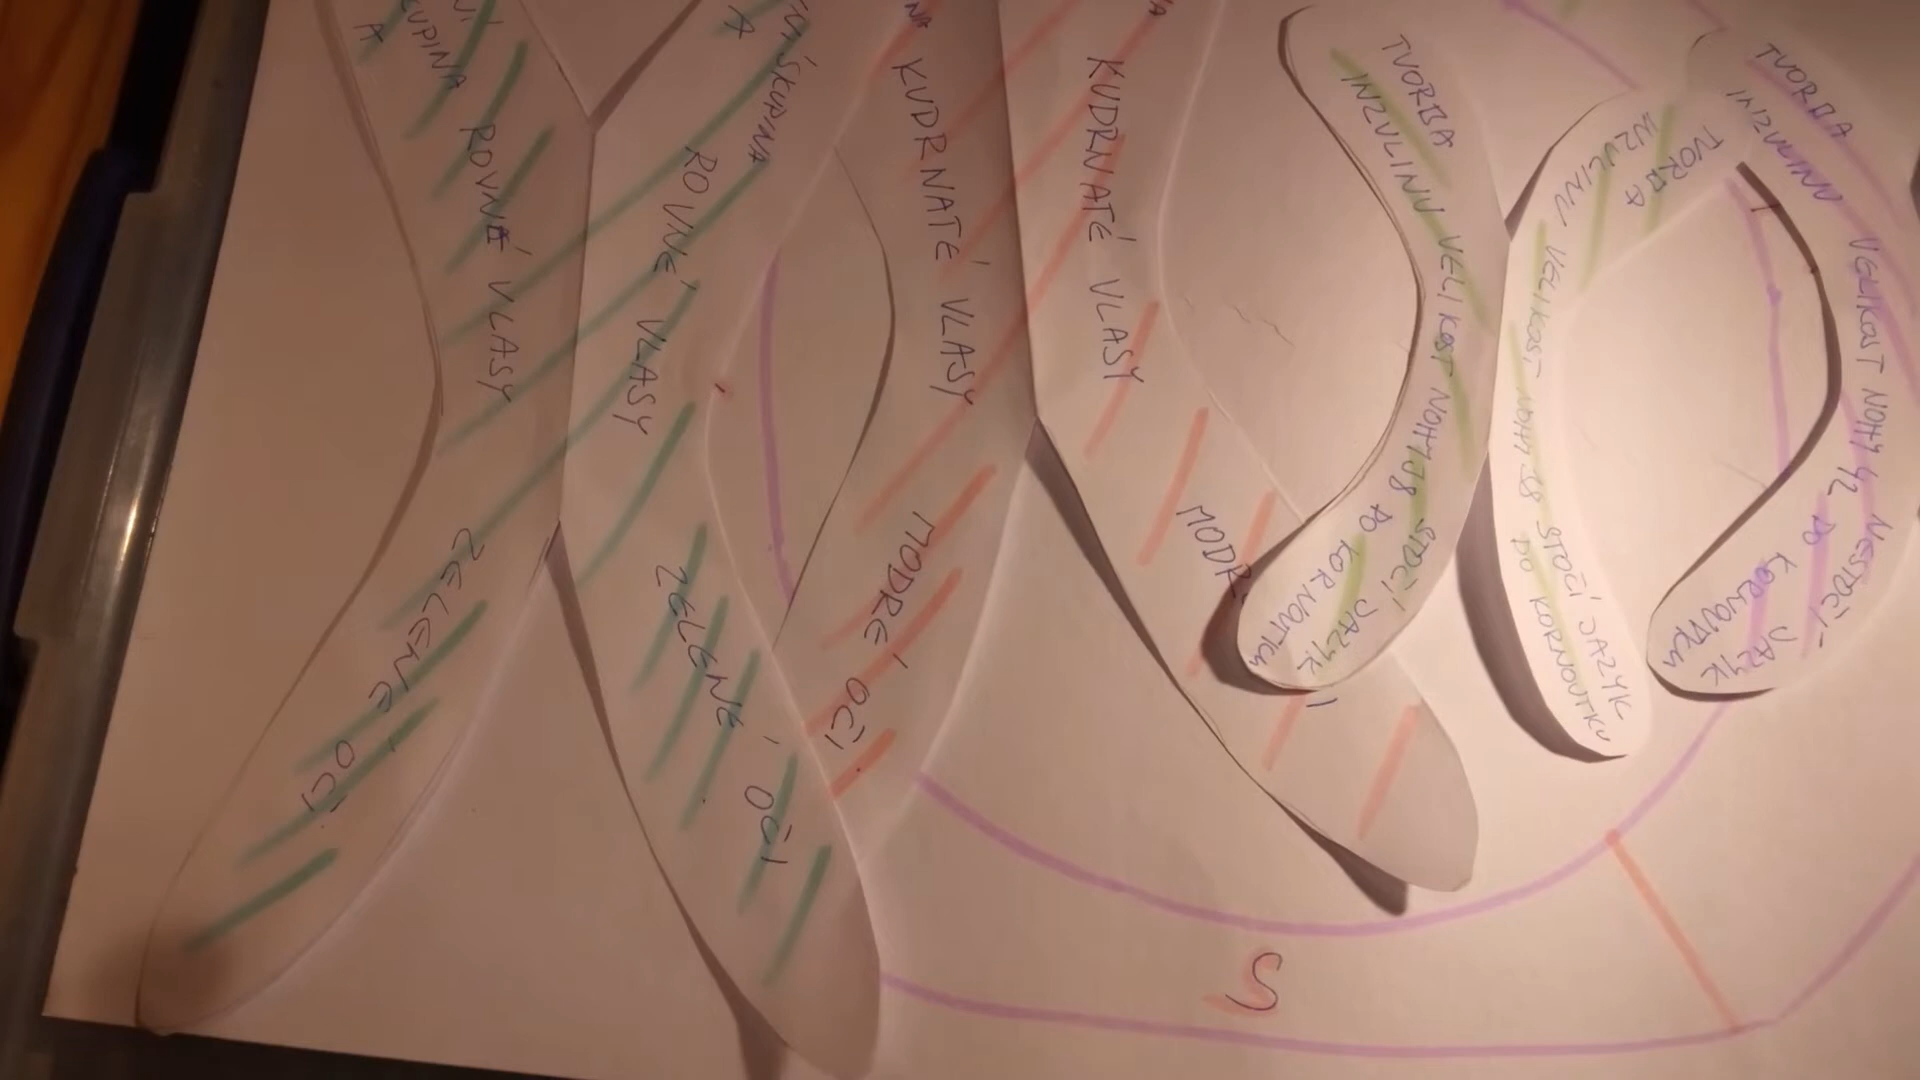 A
KUPINA
ROVNÉ VLASY
ZELENÉ OČI
A
SKUPINA
ROVNÉ VLASY
ZELENÉ OČI
KUDRNATÉ VLASY
MODRÉ OČI
KUDRNATÉ VLASY
MODR
TVORBA
INZULINU
VELIKOST NOHY 38
STOČÍ JAZYK
DO KORNOUTKU
TVORBA
INZULINU
VELIKOST NOHY 38
STOČÍ JAZYK
DO KORNOUTKU
TVORBA
INZULINU
VELIKOST NOHY 42
NESTOČÍ JAZYK
DO KORNOUTKU
S